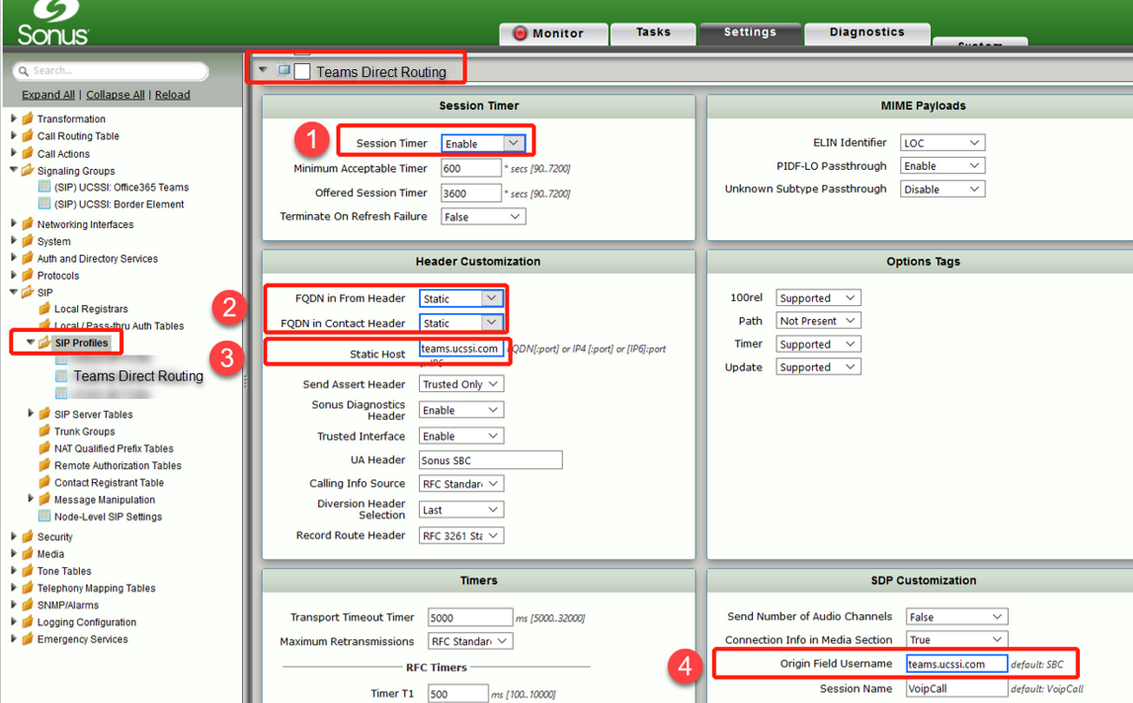 Sonus
Monitor
Tasks
Settings
Diagnostics
System
Search...
Expand All | Collapse All | Reload
Transformation
Call Routing Table
Call Actions
Signaling Groups
(SIP) UCSSI: Office365 Teams
(SIP) UCSSI: Border Element
Networking Interfaces
System
Auth and Directory Services
Protocols
SIP
Local Registrars
Local / Pass-thru Auth Tables
SIP Profiles
Teams Direct Routing
SIP Server Tables
Trunk Groups
NAT Qualified Prefix Tables
Remote Authorization Tables
Contact Registrant Table
Message Manipulation
Node-Level SIP Settings
Security
Media
Tone Tables
Telephony Mapping Tables
SNMP/Alarms
Logging Configuration
Emergency Services
Teams Direct Routing
Session Timer
1
Session Timer Enable
Minimum Acceptable Timer 600 * secs [90..7200]
Offered Session Timer 3600 * secs [90..7200]
Terminate On Refresh Failure False
MIME Payloads
ELIN Identifier LOC
PIDF-LO Passthrough Enable
Unknown Subtype Passthrough Disable
Header Customization
2
FQDN in From Header Static
FQDN in Contact Header Static
3
Static Host teams.ucssi.com FQDN[:port] or IP4 [:port] or [IP6]:port
Send Assert Header Trusted Only
Sonus Diagnostics
Header Enable
Trusted Interface Enable
UA Header Sonus SBC
Calling Info Source RFC Standar
Diversion Header
Selection Last
Record Route Header RFC 3261 Sta
Options Tags
100rel Supported
Path Not Present
Timer Supported
Update Supported
Timers
Transport Timeout Timer 5000 ms [5000..32000]
Maximum Retransmissions RFC Standar
RFC Timers
Timer T1 500 ms [100..10000]
SDP Customization
Send Number of Audio Channels False
Connection Info in Media Section True
4
Origin Field Username teams.ucssi.com default: SBC
Session Name VoipCall default: VoipCall